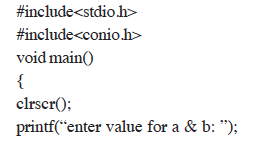 #include<stdio.h>
#include<conio.h>
void main()
{
clrscr();
printf(“enter value for a & b: ”);